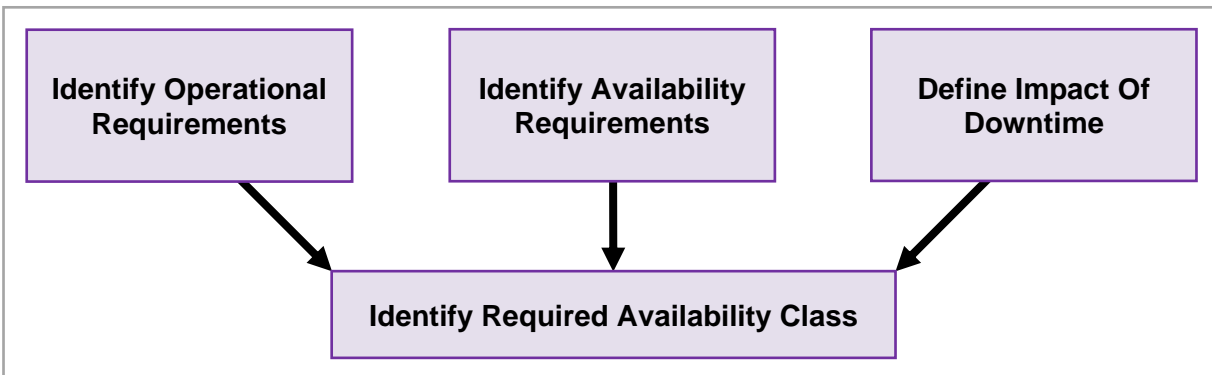 Identify Operational
Requirements
Identify Availability
Requirements
Define Impact Of
Downtime
Identify Required Availability Class